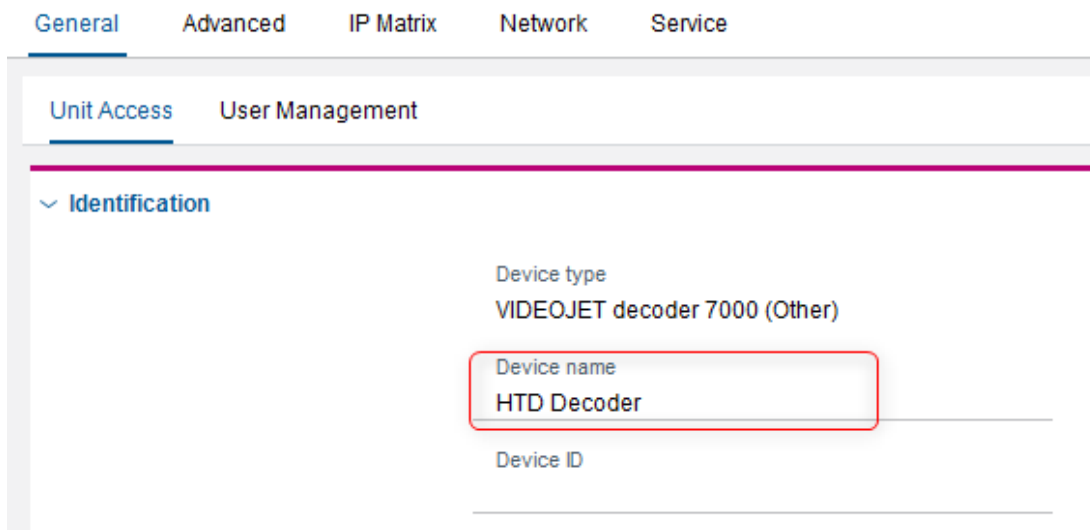 General Advanced IP Matrix Network Service
Unit Access User Management
Identification
Device type
VIDEOJET decoder 7000 (Other)
Device name
HTD Decoder
Device ID